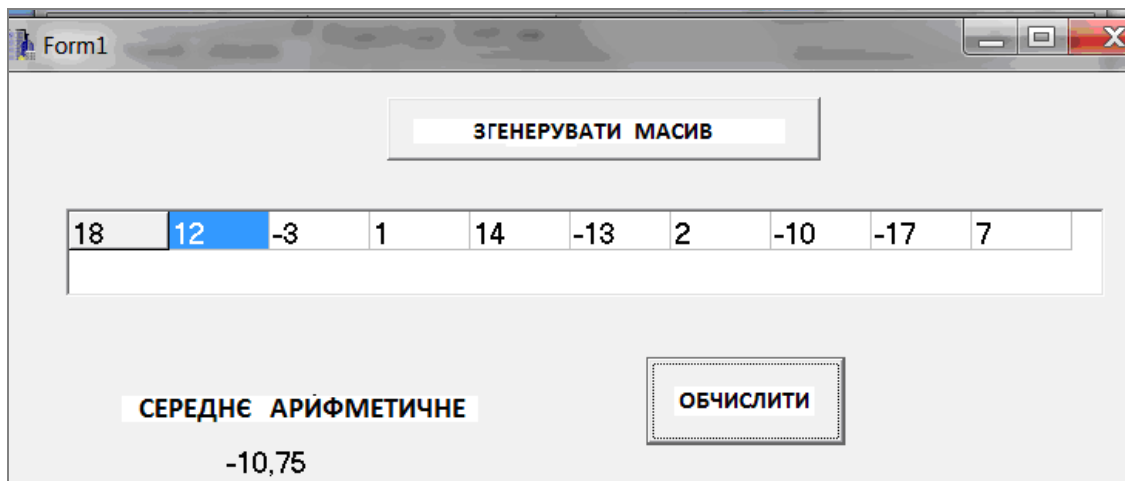 Form1
ЗГЕНЕРУВАТИ МАСИВ
18 12 -3 1 14 -13 2 -10 -17 7
СЕРЕДНЄ АРИФМЕТИЧНЕ
ОБЧИСЛИТИ
-10,75